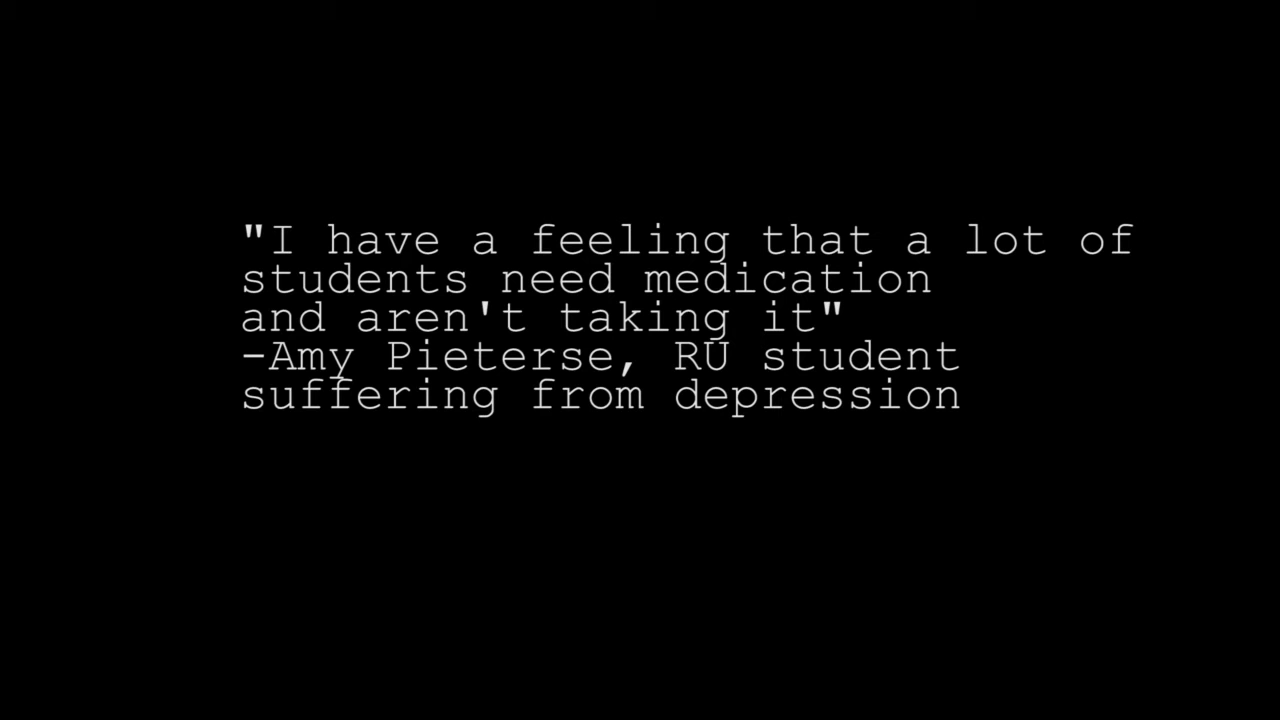 "I have a feeling that a lot of
students need medication
and aren't taking it"
-Amy Pieterse, RU student
suffering from depression